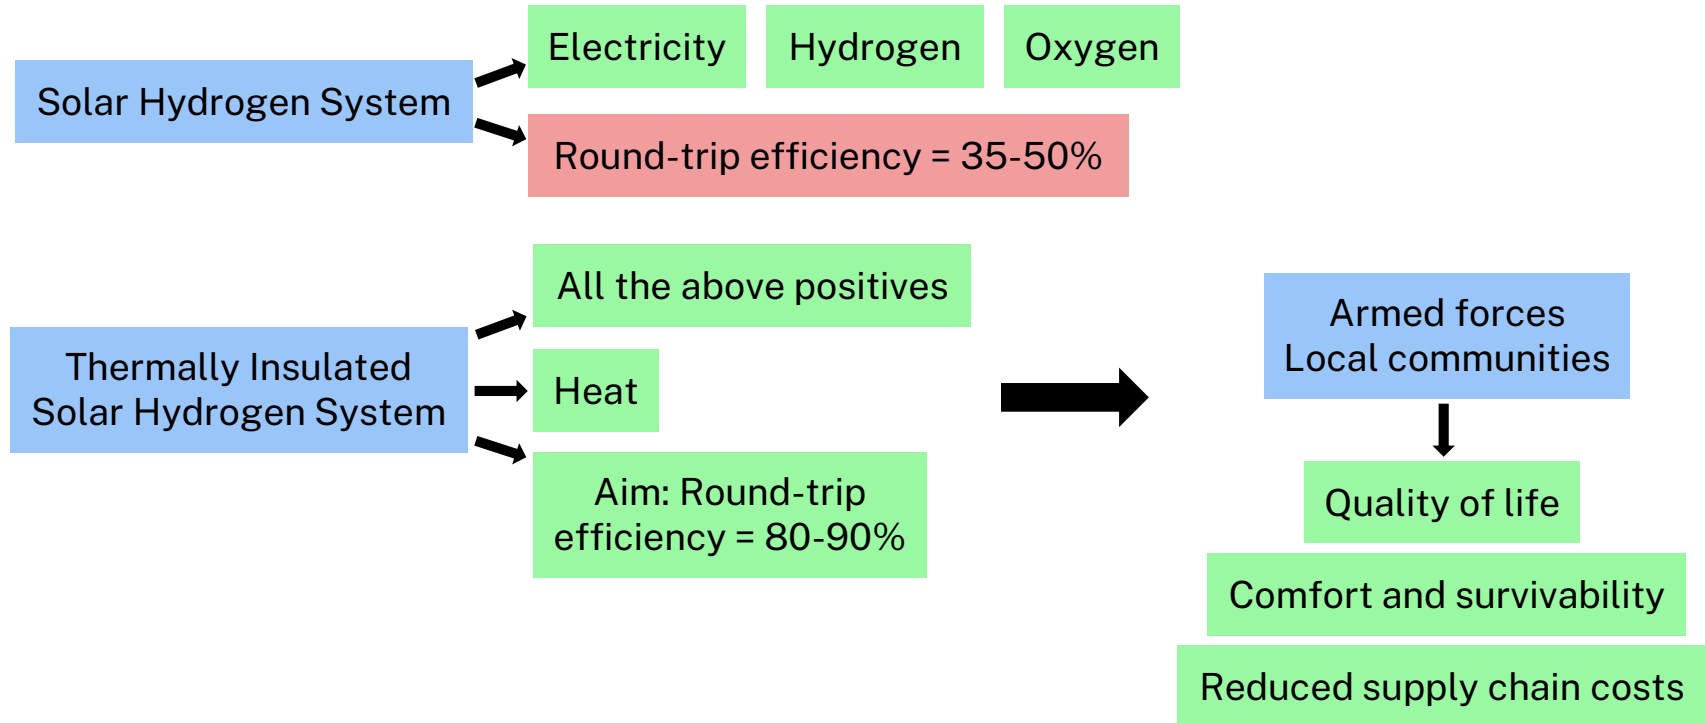 Solar Hydrogen System
Electricity
Hydrogen
Oxygen
Round-trip efficiency = 35-50%
Thermally Insulated
Solar Hydrogen System
All the above positives
Heat
Aim: Round-trip
efficiency = 80-90%
Armed forces
Local communities
Quality of life
Comfort and survivability
Reduced supply chain costs